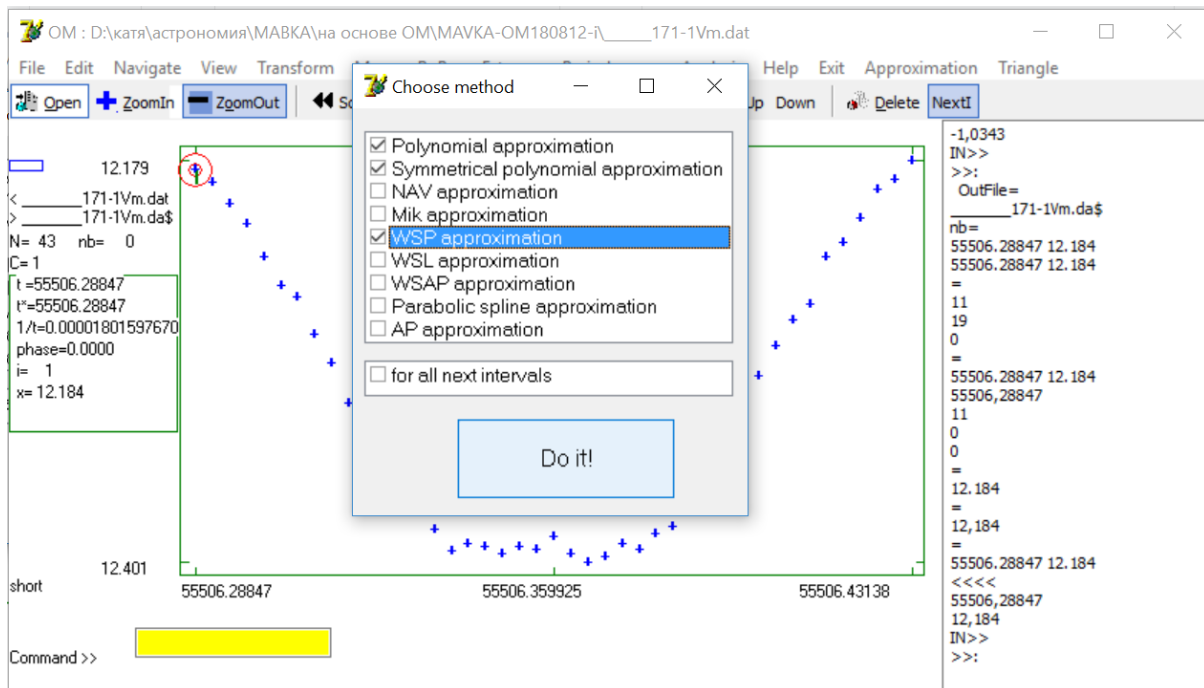 OM : D:\катя\астрономия\МАВКА\на основе ОМ\MAVKA-OM180812-i\_____171-1Vm.dat
File Edit Navigate View Transform Help Exit Approximation Triangle
Open ZoomIn ZoomOut Down Delete NextI
Choose method
Polynomial approximation
Symmetrical polynomial approximation
NAV approximation
Mik approximation
WSP approximation
WSL approximation
WSAP approximation
Parabolic spline approximation
AP approximation
for all next intervals
Do it!
12.179
< ______171-1Vm.dat
> ______171-1Vm.da$
N= 43 nb= 0
C= 1
t =55506.28847
t*=55506.28847
1/t=0.00001801597670
phase=0.0000
i= 1
x= 12.184
12.401
short
55506.28847 55506.359925 55506.43138
Command >>
-1,0343
IN>>
>>:
OutFile=
______171-1Vm.da$
nb=
55506.28847 12.184
55506.28847 12.184
=
11
19
0
=
55506.28847 12.184
55506,28847
11
0
0
=
12.184
=
12,184
=
55506.28847 12.184
<<<<
55506,28847
12,184
IN>>
>>: